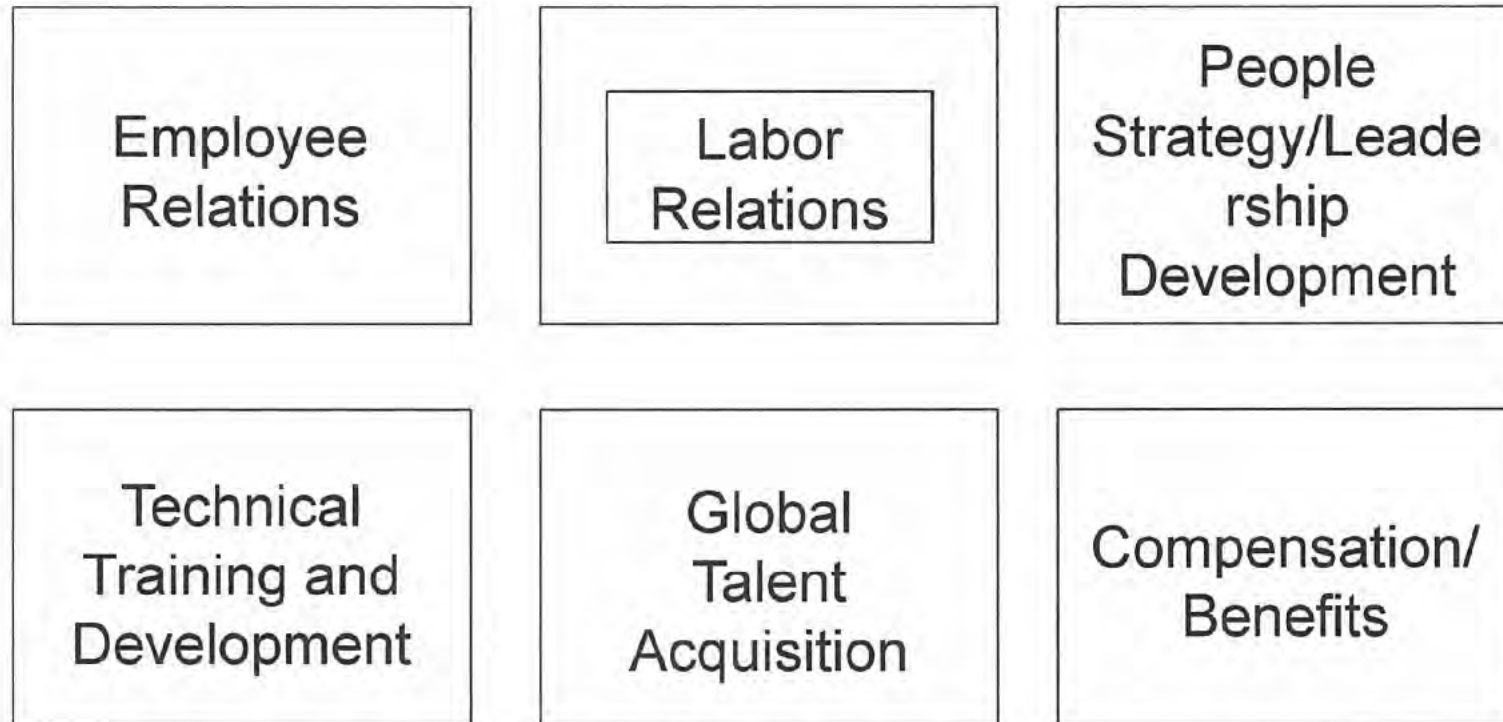 Employee
Relations
Labor
Relations
People
Strategy/Leade
rship
Development
Technical
Training and
Development
Global
Talent
Acquisition
Compensation/
Benefits